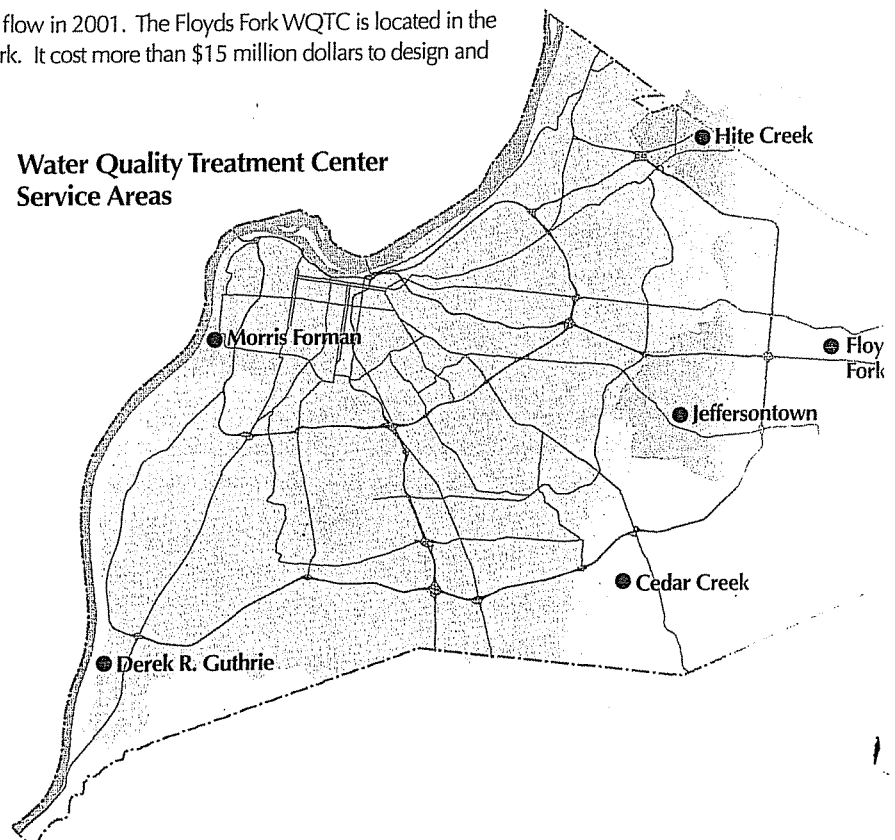 flow in 2001. The Floyds Fork WQTC is located in the
rk. It cost more than $15 million dollars to design and
Water Quality Treatment Center
Service Areas
Hite Creek
Morris Forman
Floy
Fork
Jeffersontown
Cedar Creek
Derek R. Guthrie